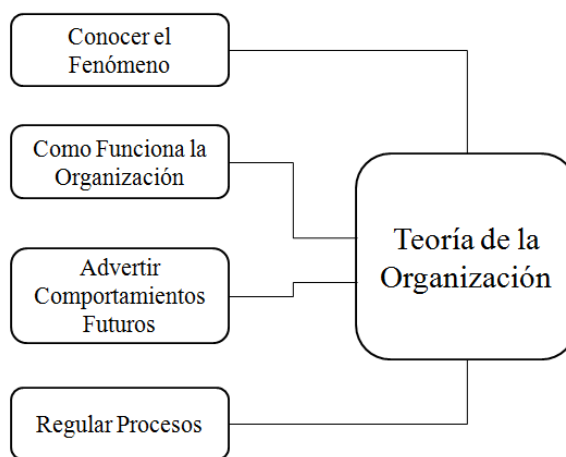 Conocer el
Fenómeno
Como Funciona la
Organización
Advertir
Comportamientos
Futuros
Regular Procesos
Teoría de la
Organización